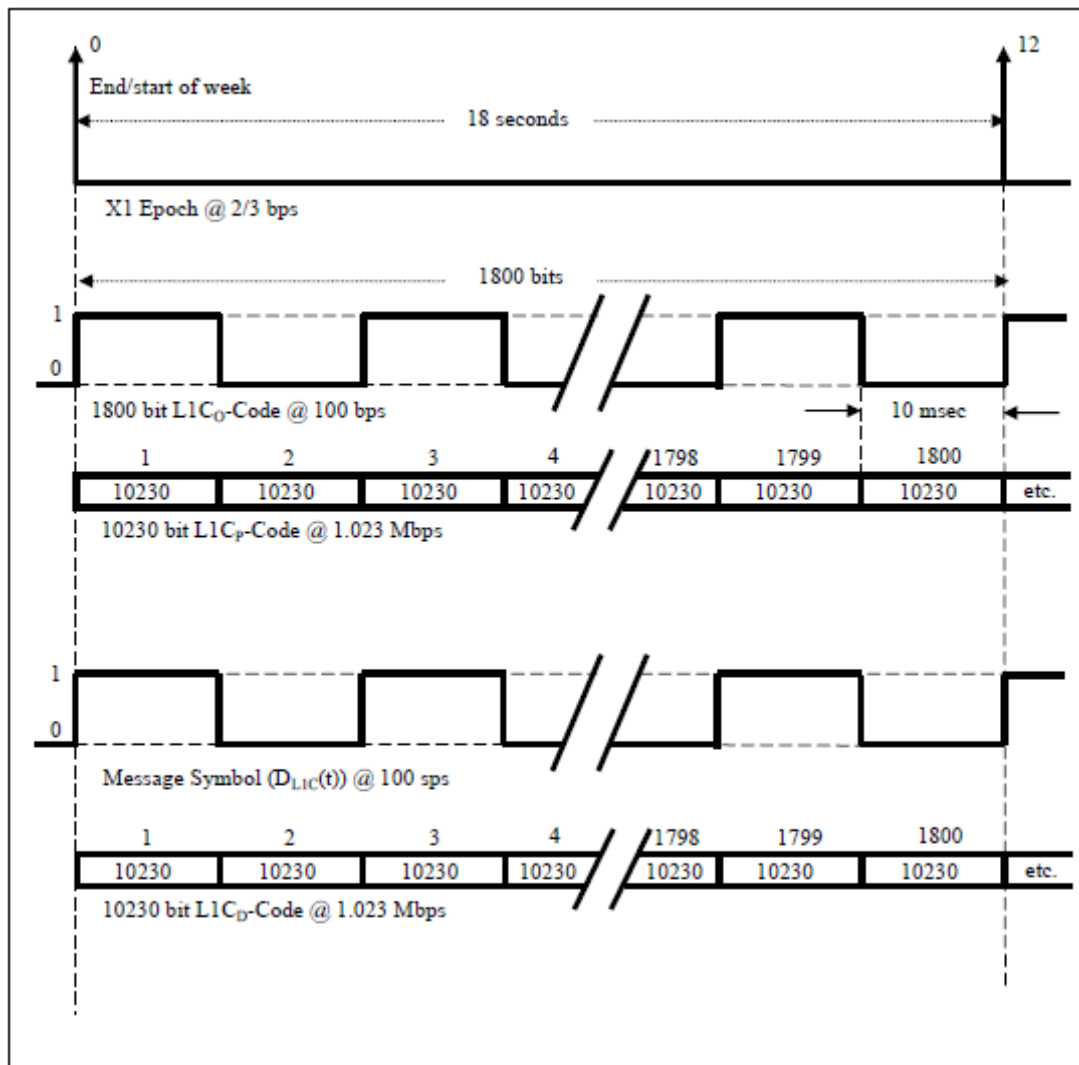 0 12
End/start of week
18 seconds
X1 Epoch @ 2/3 bps
1800 bits
1
0
1800 bit L1C₀-Code @ 100 bps
10 msec
1 2 3 4 1798 1799 1800
10230 10230 10230 10230 10230 10230 10230 etc.
10230 bit L1Cₚ-Code @ 1.023 Mbps
1
0
Message Symbol (D_L1C(t)) @ 100 sps
1 2 3 4 1798 1799 1800
10230 10230 10230 10230 10230 10230 10230 etc.
10230 bit L1C_D-Code @ 1.023 Mbps